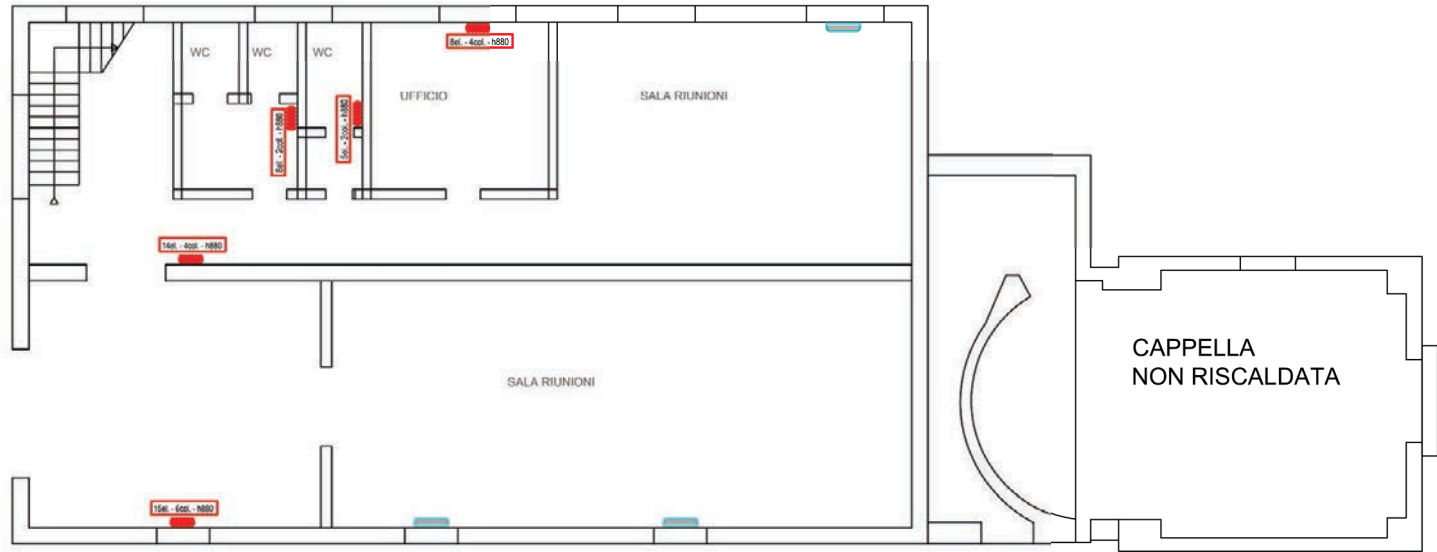 8el. - 4col. - h880
WC
WC
WC
UFFICIO
SALA RIUNIONI
8el. - 2col. - h880
5el. - 2col. - h880
14el. - 4col. - h880
CAPPELLA
NON RISCALDATA
SALA RIUNIONI
15el. - 6col. - h880